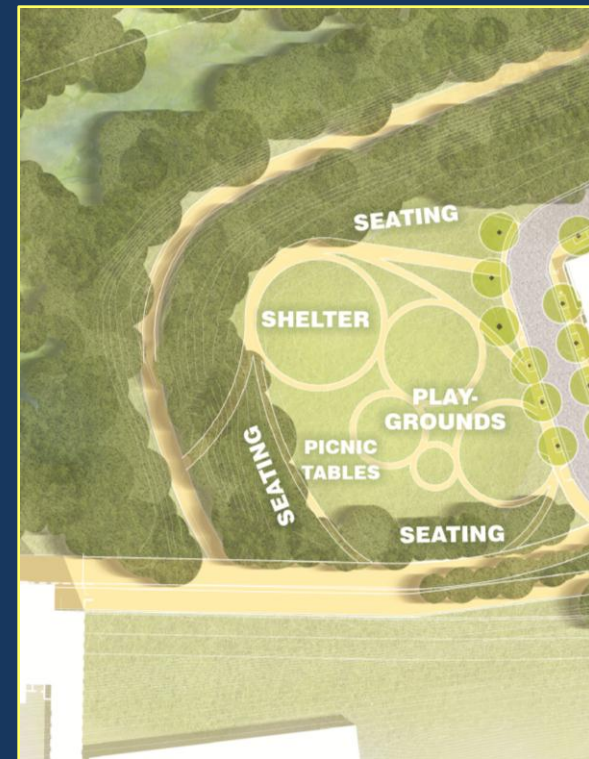 SEATING
SHELTER
PLAY-
GROUNDS
PICNIC
TABLES
SEATING
SEATING